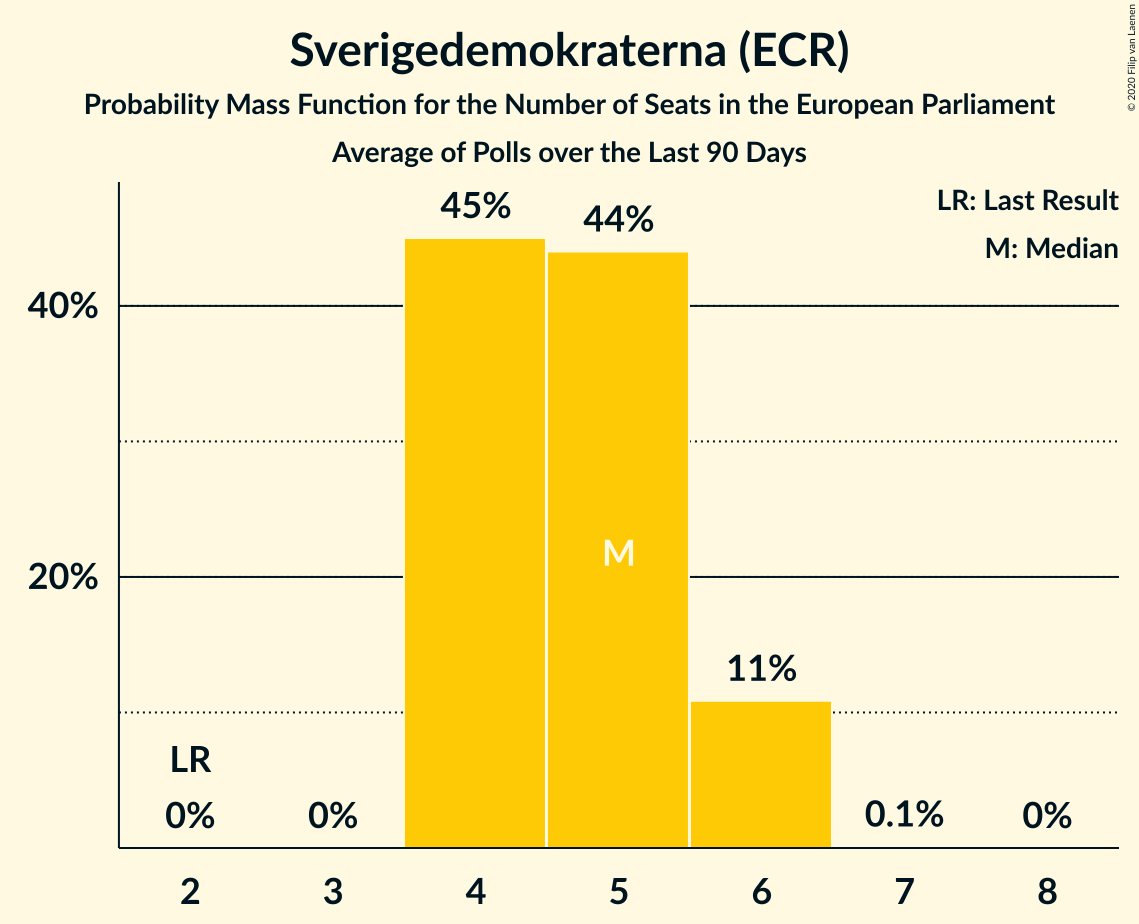 Sverigedemokraterna (ECR)
Probability Mass Function for the Number of Seats in the European Parliament
Average of Polls over the Last 90 Days
© 2020 Filip van Laenen
LR: Last Result
M: Median
45%
44%
40%
M
20%
11%
LR
0%
0%
0.1%
0%
2
3
4
5
6
7
8